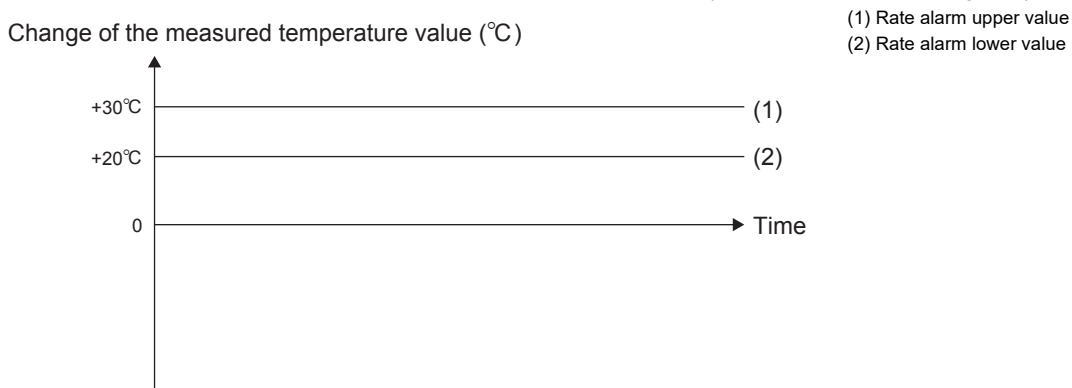 (1) Rate alarm upper value
Change of the measured temperature value (℃)
(2) Rate alarm lower value
+30℃
(1)
+20℃
(2)
0
Time